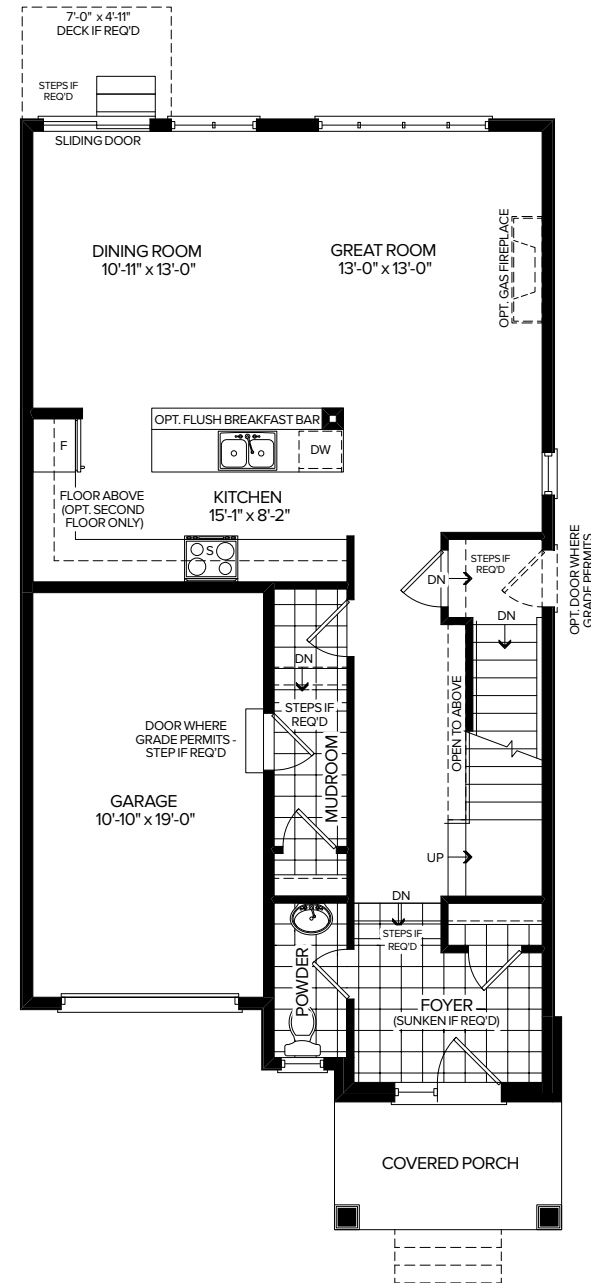 7'-0" x 4'-11"
DECK IF REQ'D
STEPS IF
REQ'D
SLIDING DOOR
DINING ROOM
10'-11" x 13'-0"
GREAT ROOM
13'-0" x 13'-0"
OPT. GAS FIREPLACE
OPT. FLUSH BREAKFAST BAR
F
DW
FLOOR ABOVE
(OPT. SECOND
FLOOR ONLY)
KITCHEN
15'-1" x 8'-2"
S
STEPS IF
REQ'D
DN
OPT. DOOR WHERE
GRADE PERMITS
DN
DN
STEPS IF
REQ'D
DOOR WHERE
GRADE PERMITS -
STEP IF REQ'D
MUDROOM
OPEN TO ABOVE
GARAGE
10'-10" x 19'-0"
UP
DN
STEPS IF
REQ'D
POWDER
FOYER
(SUNKEN IF REQ'D)
COVERED PORCH